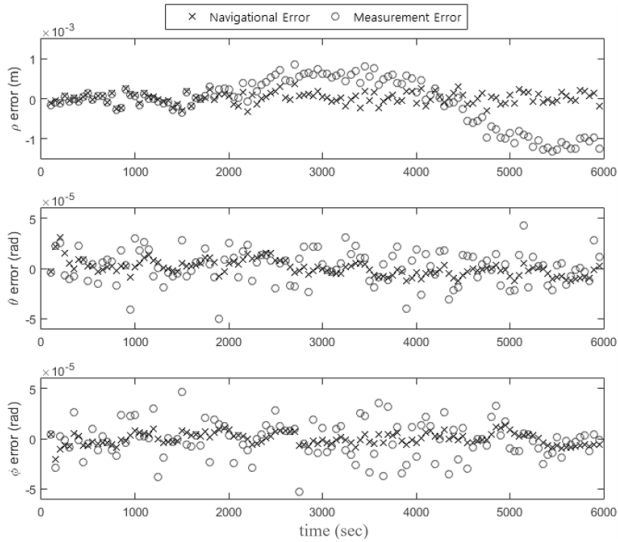 Navigational Error Measurement Error
×10⁻³
1
0
-1
ρ error (m)
0 1000 2000 3000 4000 5000 6000
×10⁻⁵
5
0
-5
θ error (rad)
0 1000 2000 3000 4000 5000 6000
×10⁻⁵
5
0
-5
ϕ error (rad)
0 1000 2000 3000 4000 5000 6000
time (sec)